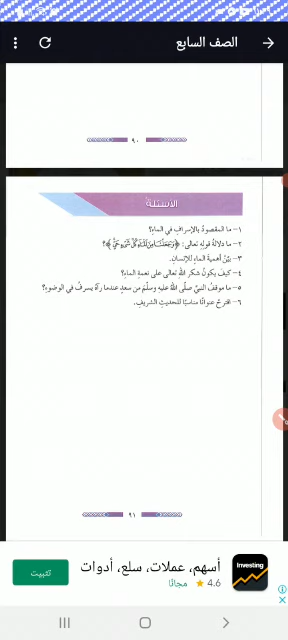 الصف السابع
٩٠
الأسئلة
١- ما المقصودُ بالإسرافِ في الماءِ؟
٢- ما دلالةُ قولِهِ تعالى: ﴿وَجَعَلْنَا مِنَ الْمَاءِ كُلَّ شَيْءٍ حَيٍّ﴾؟
٣- بيّنْ أهميةَ الماءِ للإنسانِ.
٤- كيفَ يكونُ شكر اللهِ تعالى على نعمةِ الماءِ؟
٥- ما موقفُ النبيِّ صلّى اللهُ عليهِ وسلّمَ من سعدٍ عندما رآهُ يسرفُ في الوضوءِ؟
٦- اقترحْ عنوانًا مناسبًا للحديثِ الشريفِ.
٩١
Investing
أسهم، عملات، سلع، أدوات
4.6 ★ مجانًا
تثبيت